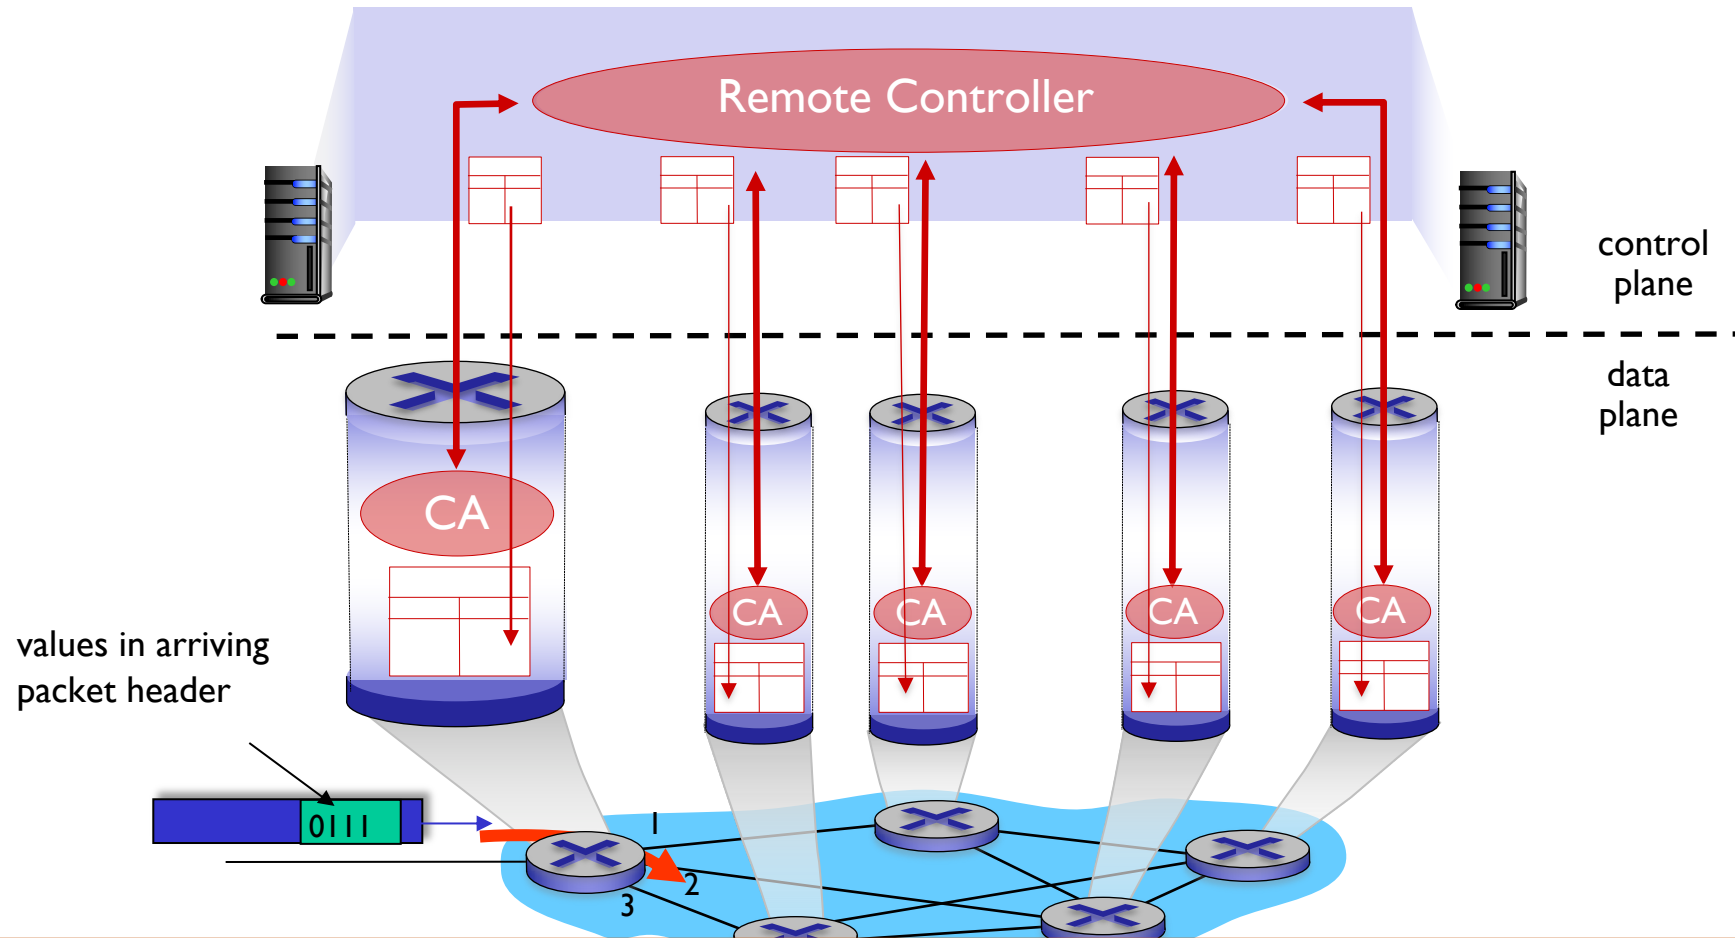 Remote Controller
control
plane
data
plane
CA
CA
CA
CA
CA
values in arriving
packet header
0111
1
2
3